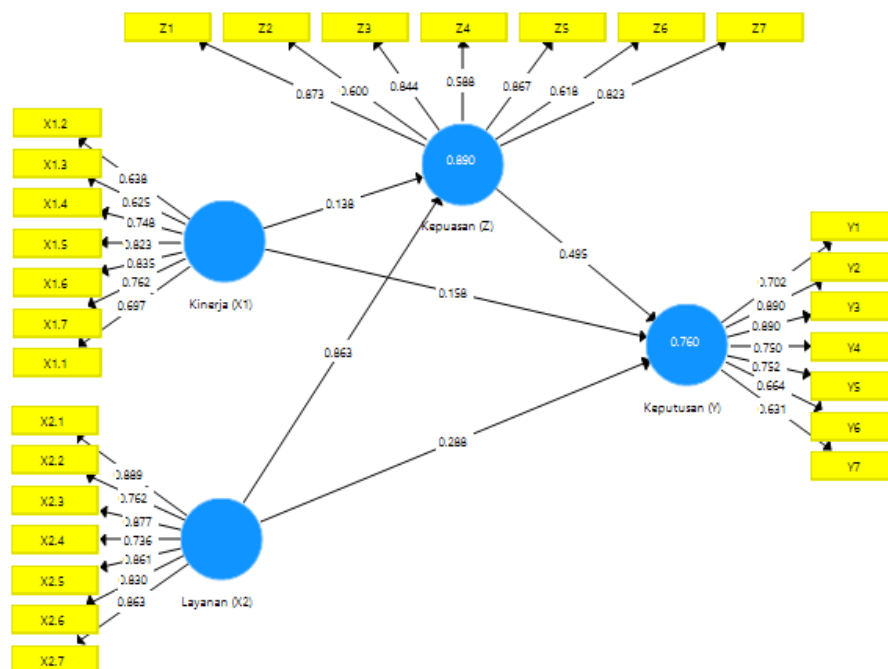 Z1 Z2 Z3 Z4 Z5 Z6 Z7
0.873 0.600 0.844 0.588 0.867 0.618 0.823
X1.2
X1.3
X1.4
X1.5
X1.6
X1.7
X1.1
0.638
0.625
0.748
0.823
0.835
0.762
0.697
Kinerja (X1)
0.890
Kepuasan (Z)
0.138
0.158
0.495
0.863
0.288
0.760
Keputusan (Y)
0.702
0.890
0.890
0.750
0.752
0.664
0.631
Y1
Y2
Y3
Y4
Y5
Y6
Y7
X2.1
X2.2
X2.3
X2.4
X2.5
X2.6
X2.7
0.889
0.762
0.877
0.736
0.861
0.830
0.863
Layanan (X2)